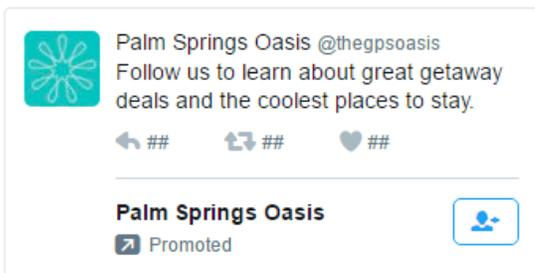 Palm Springs Oasis @thegpsoasis
Follow us to learn about great getaway
deals and the coolest places to stay.
## ## ##
Palm Springs Oasis
Promoted